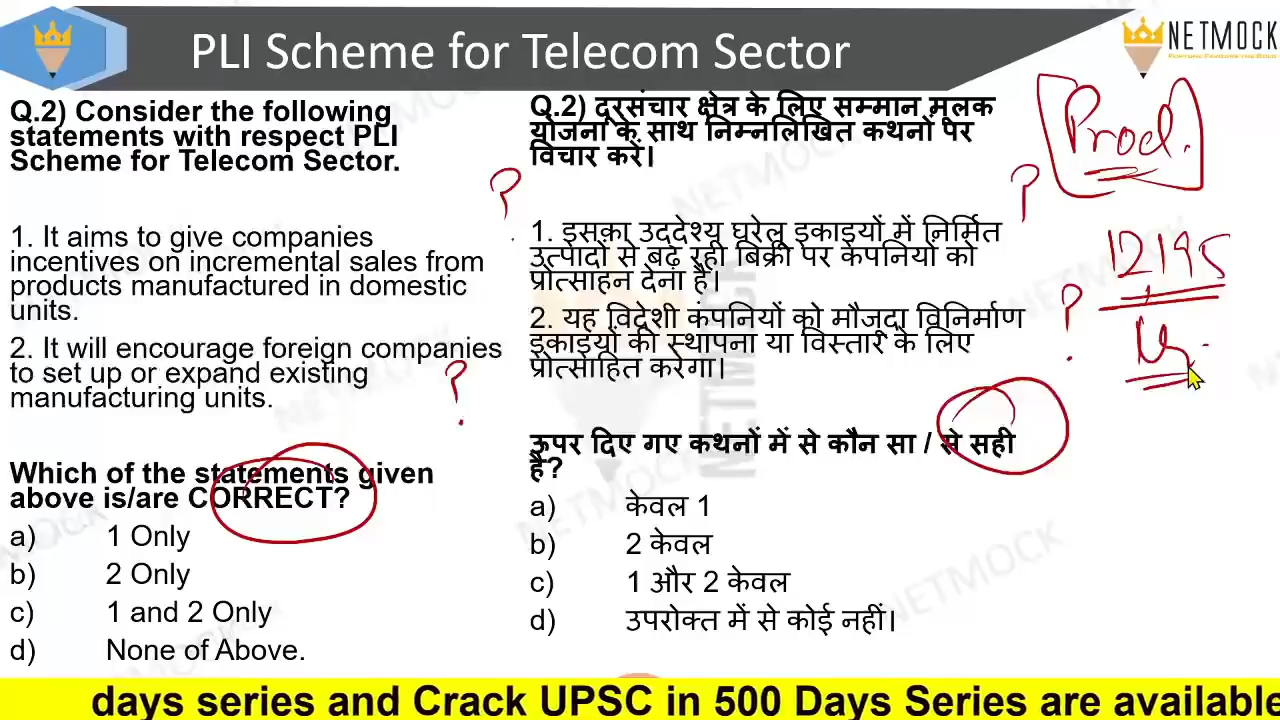 PLI Scheme for Telecom Sector
NETMOCK
Q.2) Consider the following
statements with respect PLI
Scheme for Telecom Sector.
1. It aims to give companies
incentives on incremental sales from
products manufactured in domestic
units.
2. It will encourage foreign companies
to set up or expand existing
manufacturing units.
Which of the statements given
above is/are CORRECT?
a) 1 Only
b) 2 Only
c) 1 and 2 Only
d) None of Above.
Q.2) दूरसंचार क्षेत्र के लिए सम्मान मूलक
योजना के साथ निम्नलिखित कथनों पर
विचार करें।
1. इसका उददेश्य घरेलू इकाइयों में निर्मित
उत्पादों से बढ़ रही बिक्री पर कंपनियों को
प्रोत्साहन देना है।
2. यह विदेशी कंपनियों को मौजूदा विनिर्माण
इकाइयों की स्थापना या विस्तार के लिए
प्रोत्साहित करेगा।
ऊपर दिए गए कथनों में से कौन सा / से सही
है?
a) केवल 1
b) 2 केवल
c) 1 और 2 केवल
d) उपरोक्त में से कोई नहीं।
Prod.
12,195
days series and Crack UPSC in 500 Days Series are available